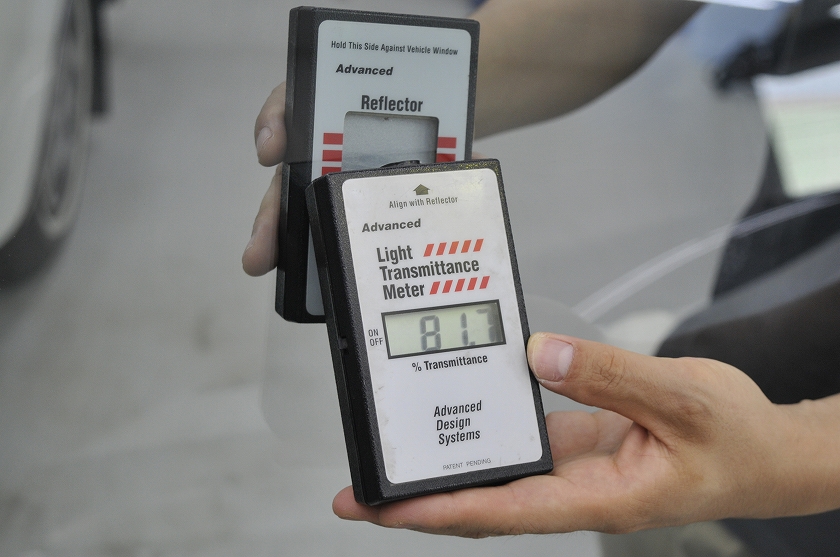 Hold This Side Against Vehicle Window
Advanced
Reflector
Align with Reflector
Advanced
Light
Transmittance
Meter
ON
OFF
81.7
% Transmittance
Advanced
Design
Systems
PATENT PENDING